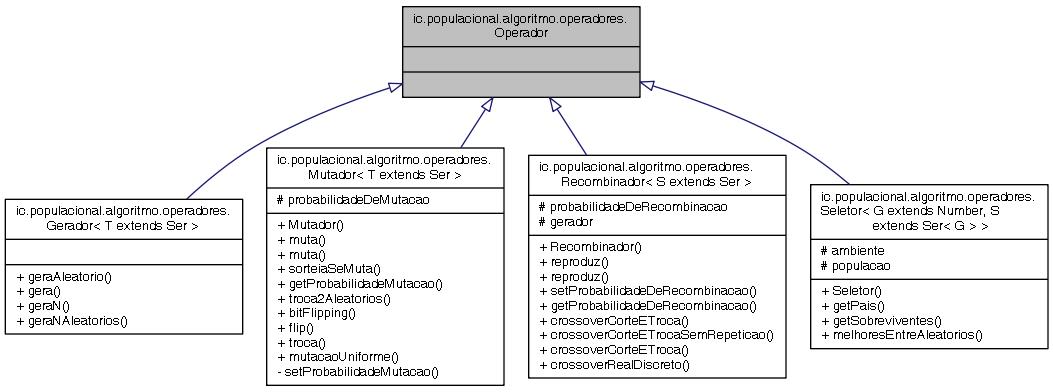 ic.populacional.algoritmo.operadores.
Operador
ic.populacional.algoritmo.operadores.
Gerador< T extends Ser >
+ geraAleatorio()
+ gera()
+ geraN()
+ geraNAleatorios()
ic.populacional.algoritmo.operadores.
Mutador< T extends Ser >
# probabilidadeDeMutacao
+ Mutador()
+ muta()
+ muta()
+ sorteiaSeMuta()
+ getProbabilidadeMutacao()
+ troca2Aleatorios()
+ bitFlipping()
+ flip()
+ troca()
+ mutacaoUniforme()
- setProbabilidadeMutacao()
ic.populacional.algoritmo.operadores.
Recombinador< S extends Ser >
# probabilidadeDeRecombinacao
# gerador
+ Recombinador()
+ reproduz()
+ reproduz()
+ setProbabilidadeDeRecombinacao()
+ getProbabilidadeDeRecombinacao()
+ crossoverCorteETroca()
+ crossoverCorteETrocaSemRepeticao()
+ crossoverCorteETroca()
+ crossoverRealDiscreto()
ic.populacional.algoritmo.operadores.
Seletor< G extends Number, S
extends Ser< G > >
# ambiente
# populacao
+ Seletor()
+ getPais()
+ getSobreviventes()
+ melhoresEntreAleatorios()